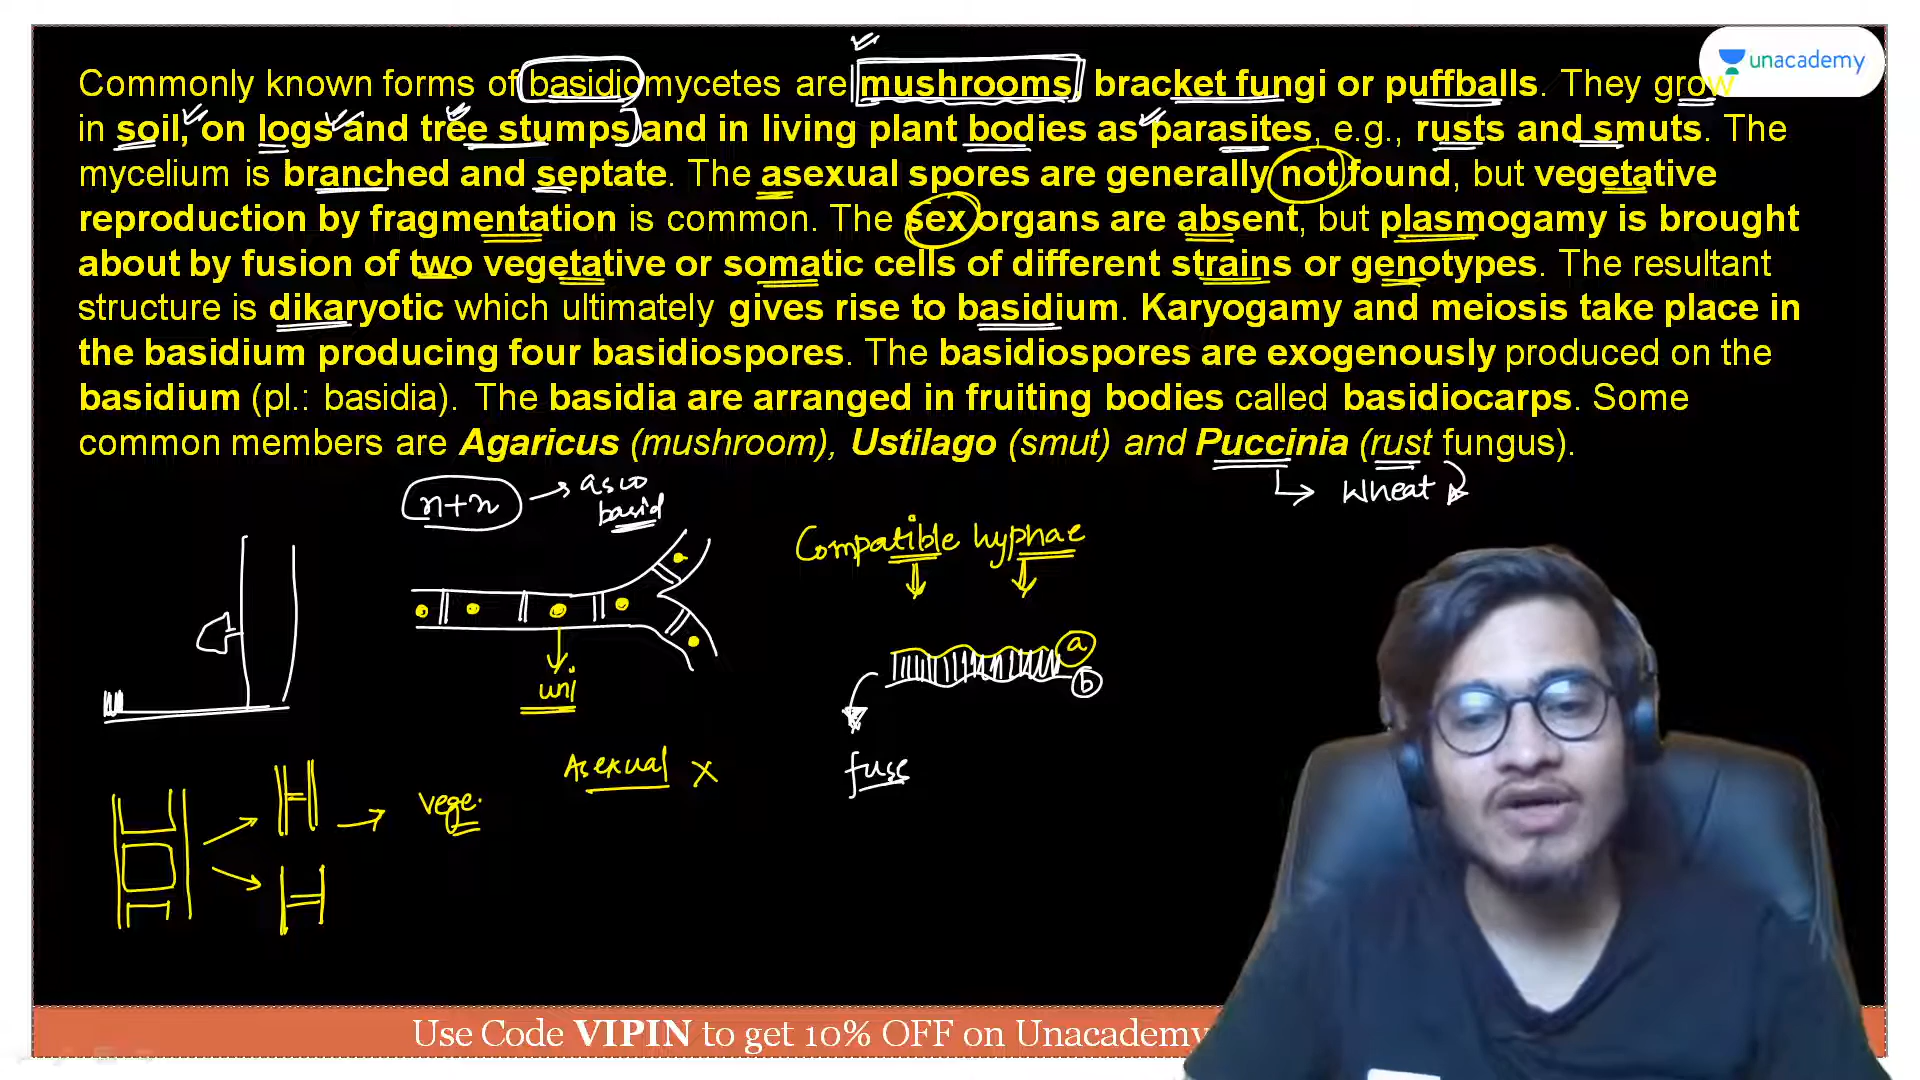 unacademy
Commonly known forms of basidiomycetes are mushrooms, bracket fungi or puffballs. They grow
in soil, on logs and tree stumps and in living plant bodies as parasites, e.g., rusts and smuts. The
mycelium is branched and septate. The asexual spores are generally not found, but vegetative
reproduction by fragmentation is common. The sex organs are absent, but plasmogamy is brought
about by fusion of two vegetative or somatic cells of different strains or genotypes. The resultant
structure is dikaryotic which ultimately gives rise to basidium. Karyogamy and meiosis take place in
the basidium producing four basidiospores. The basidiospores are exogenously produced on the
basidium (pl.: basidia). The basidia are arranged in fruiting bodies called basidiocarps. Some
common members are Agaricus (mushroom), Ustilago (smut) and Puccinia (rust fungus).
n+n
asco
basid
Wheat
Compatible hyphae
a
b
uni
Asexual x
fuse
vege.
Use Code VIPIN to get 10% OFF on Unacademy